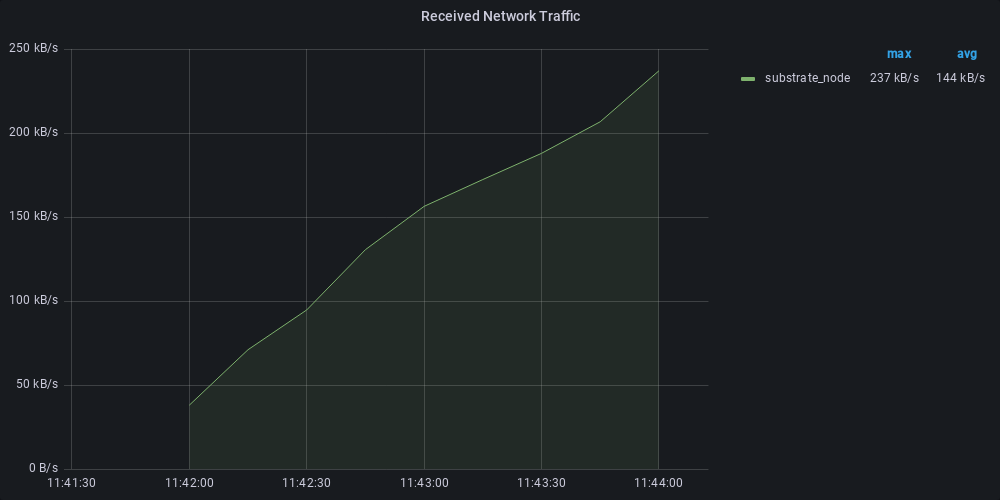 Received Network Traffic
250 kB/s
200 kB/s
150 kB/s
100 kB/s
50 kB/s
0 B/s
11:41:30 11:42:00 11:42:30 11:43:00 11:43:30 11:44:00
max avg
substrate_node 237 kB/s 144 kB/s